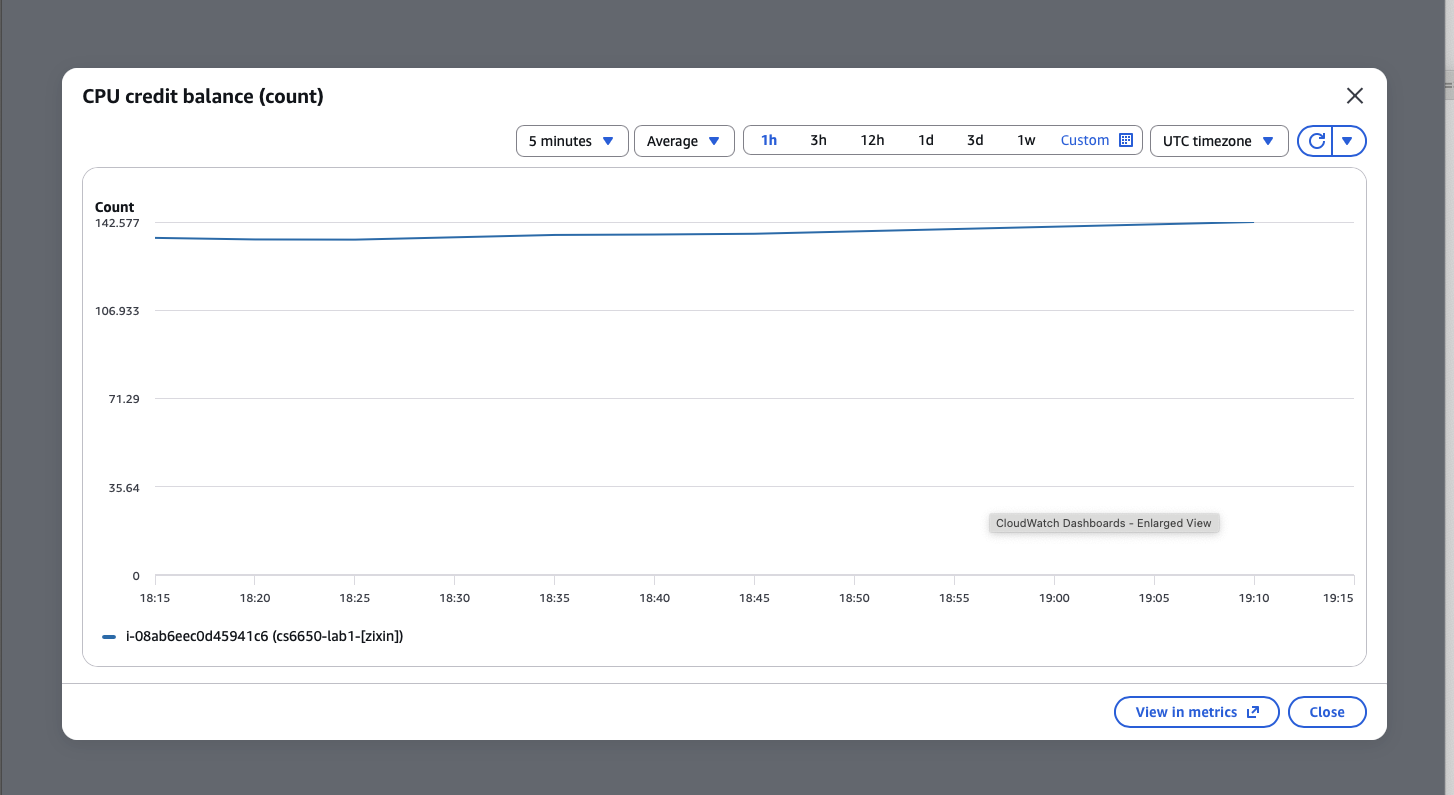 CPU credit balance (count)
5 minutes Average 1h 3h 12h 1d 3d 1w Custom UTC timezone
Count
142.577
106.933
71.29
35.64
CloudWatch Dashboards - Enlarged View
0
18:15 18:20 18:25 18:30 18:35 18:40 18:45 18:50 18:55 19:00 19:05 19:10 19:15
i-08ab6eec0d45941c6 (cs6650-lab1-[zixin])
View in metrics Close